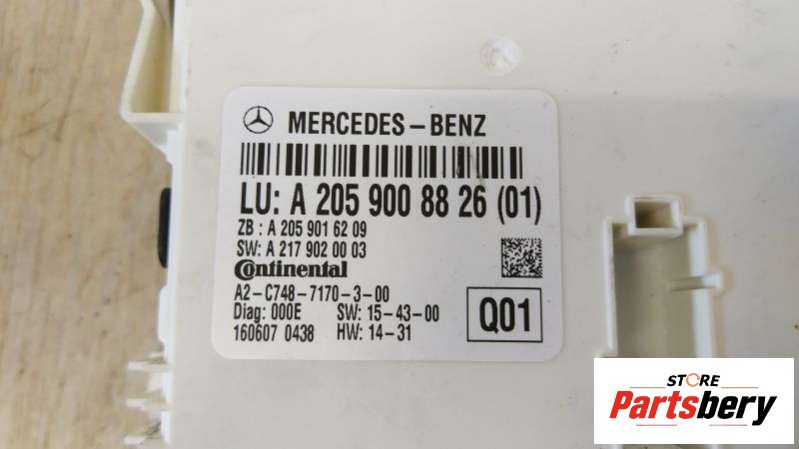 MERCEDES-BENZ
LU: A 205 900 88 26 (01)
ZB : A 205 901 62 09
SW: A 217 902 00 03
Continental
A2-C748-7170-3-00
Diag: 000E SW: 15-43-00
160607 0438 HW: 14-31
Q01
STORE
Partsbery